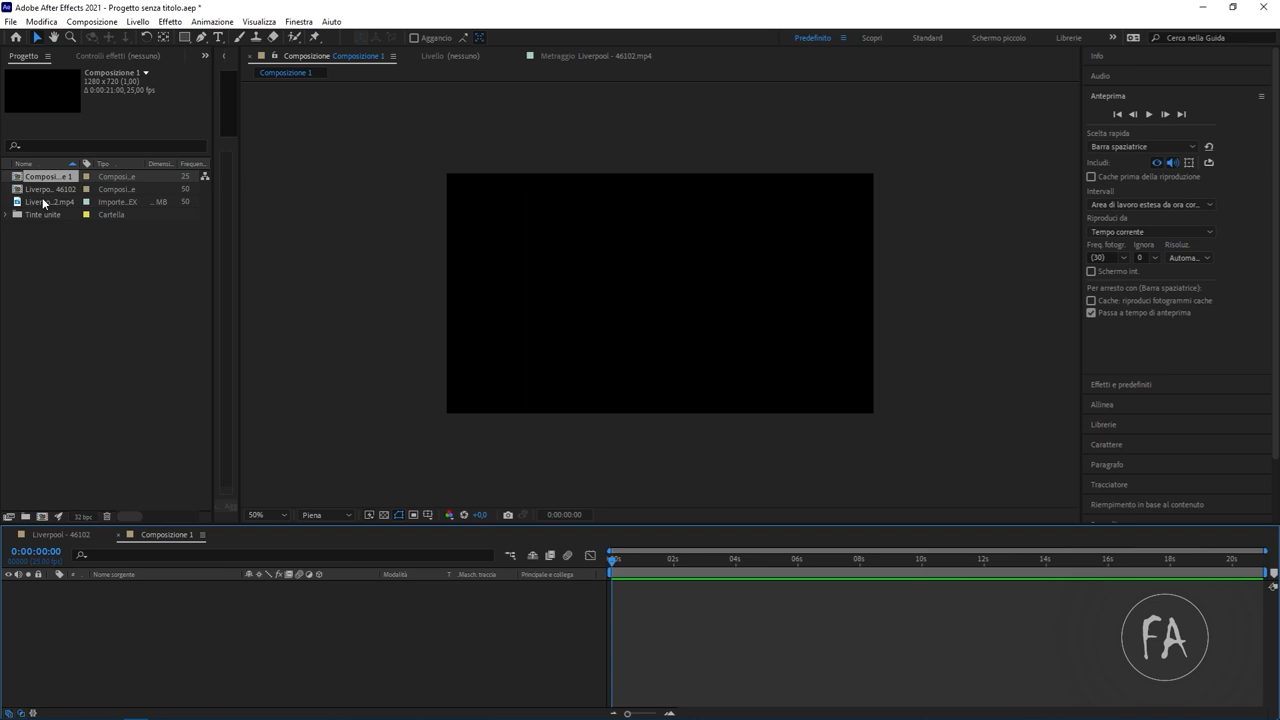 Ae Adobe After Effects 2021 - Progetto senza titolo.aep *
File Modifica Composizione Livello Effetto Animazione Visualizza Finestra Aiuto
Aggancio Predefinito Scopri Standard Schermo piccolo Librerie Cerca nella Guida
Progetto Controlli effetti (nessuno) Composizione Composizione 1 Livello (nessuno) Metraggio Liverpool - 46102.mp4
Composizione 1
Composizione 1
1280 x 720 (1,00)
Δ 0:00:21:00, 25,00 fps
Nome Tipo Dimensi... Frequen...
Composi...e 1 Composi...e 25
Liverpo... 46102 Composi...e 50
Liverp...2.mp4 Importe...EX ... MB 50
Tinte unite Cartella
32 bpc
50% Piena +0,0 0:00:00:00
Info
Audio
Anteprima
Scelta rapida
Barra spaziatrice
Includi:
Cache prima della riproduzione
Intervalli
Area di lavoro estesa da ora cor...
Riproduci da
Tempo corrente
Freq. fotogr. Ignora Risoluz.
(30) 0 Automa...
Schermo int.
Per arresto con (Barra spaziatrice):
Cache: riproduci fotogrammi cache
Passa a tempo di anteprima
Effetti e predefiniti
Allinea
Librerie
Carattere
Paragrafo
Tracciatore
Riempimento in base al contenuto
Liverpool - 46102 Composizione 1
0:00:00:00
00000 (25.00 fps)
# Nome sorgente Modalità T .Masch. traccia Principale e collega
02s 04s 06s 08s 10s 12s 14s 16s 18s 20s
FA